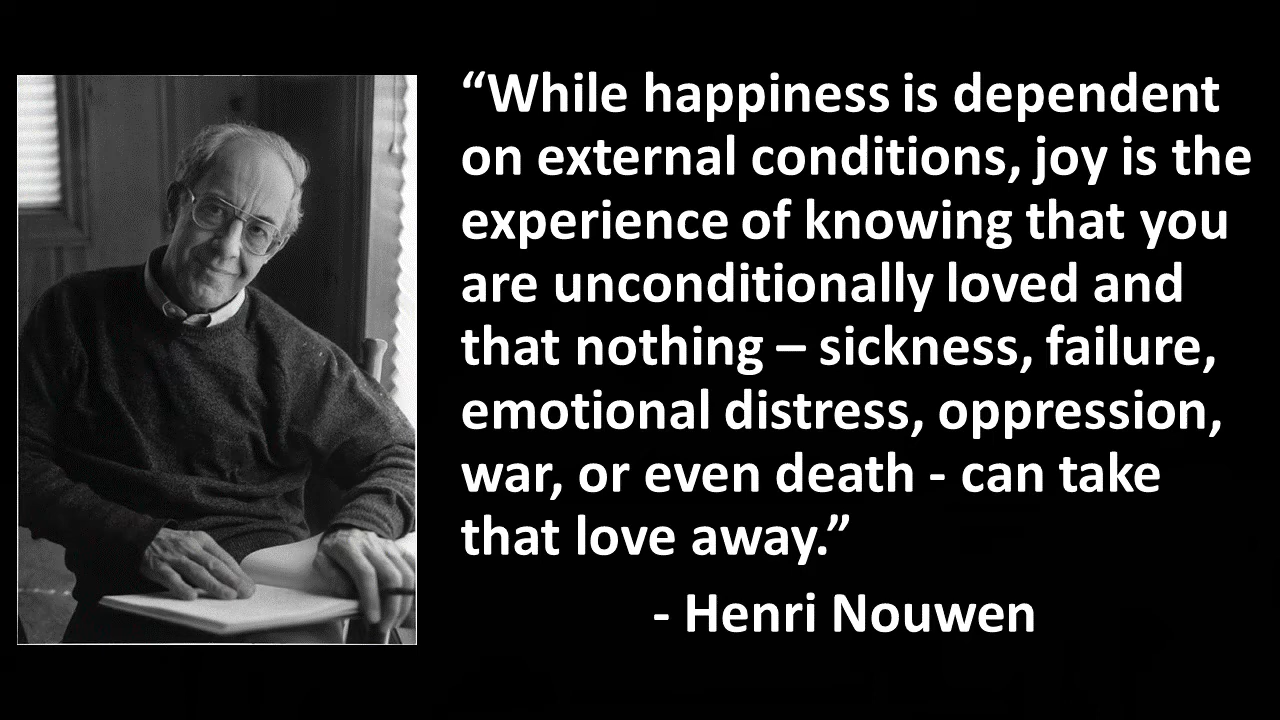 “While happiness is dependent
on external conditions, joy is the
experience of knowing that you
are unconditionally loved and
that nothing – sickness, failure,
emotional distress, oppression,
war, or even death - can take
that love away.”
- Henri Nouwen